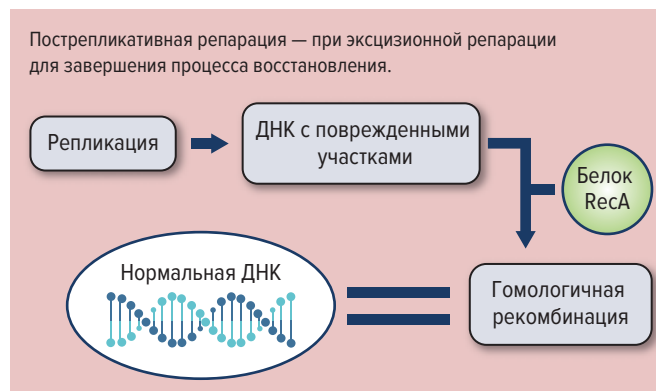 Пострепликативная репарация — при эксцизионной репарации
для завершения процесса восстановления.
Репликация
ДНК с поврежденными
участками
Белок
RecA
Нормальная ДНК
Гомологичная
рекомбинация